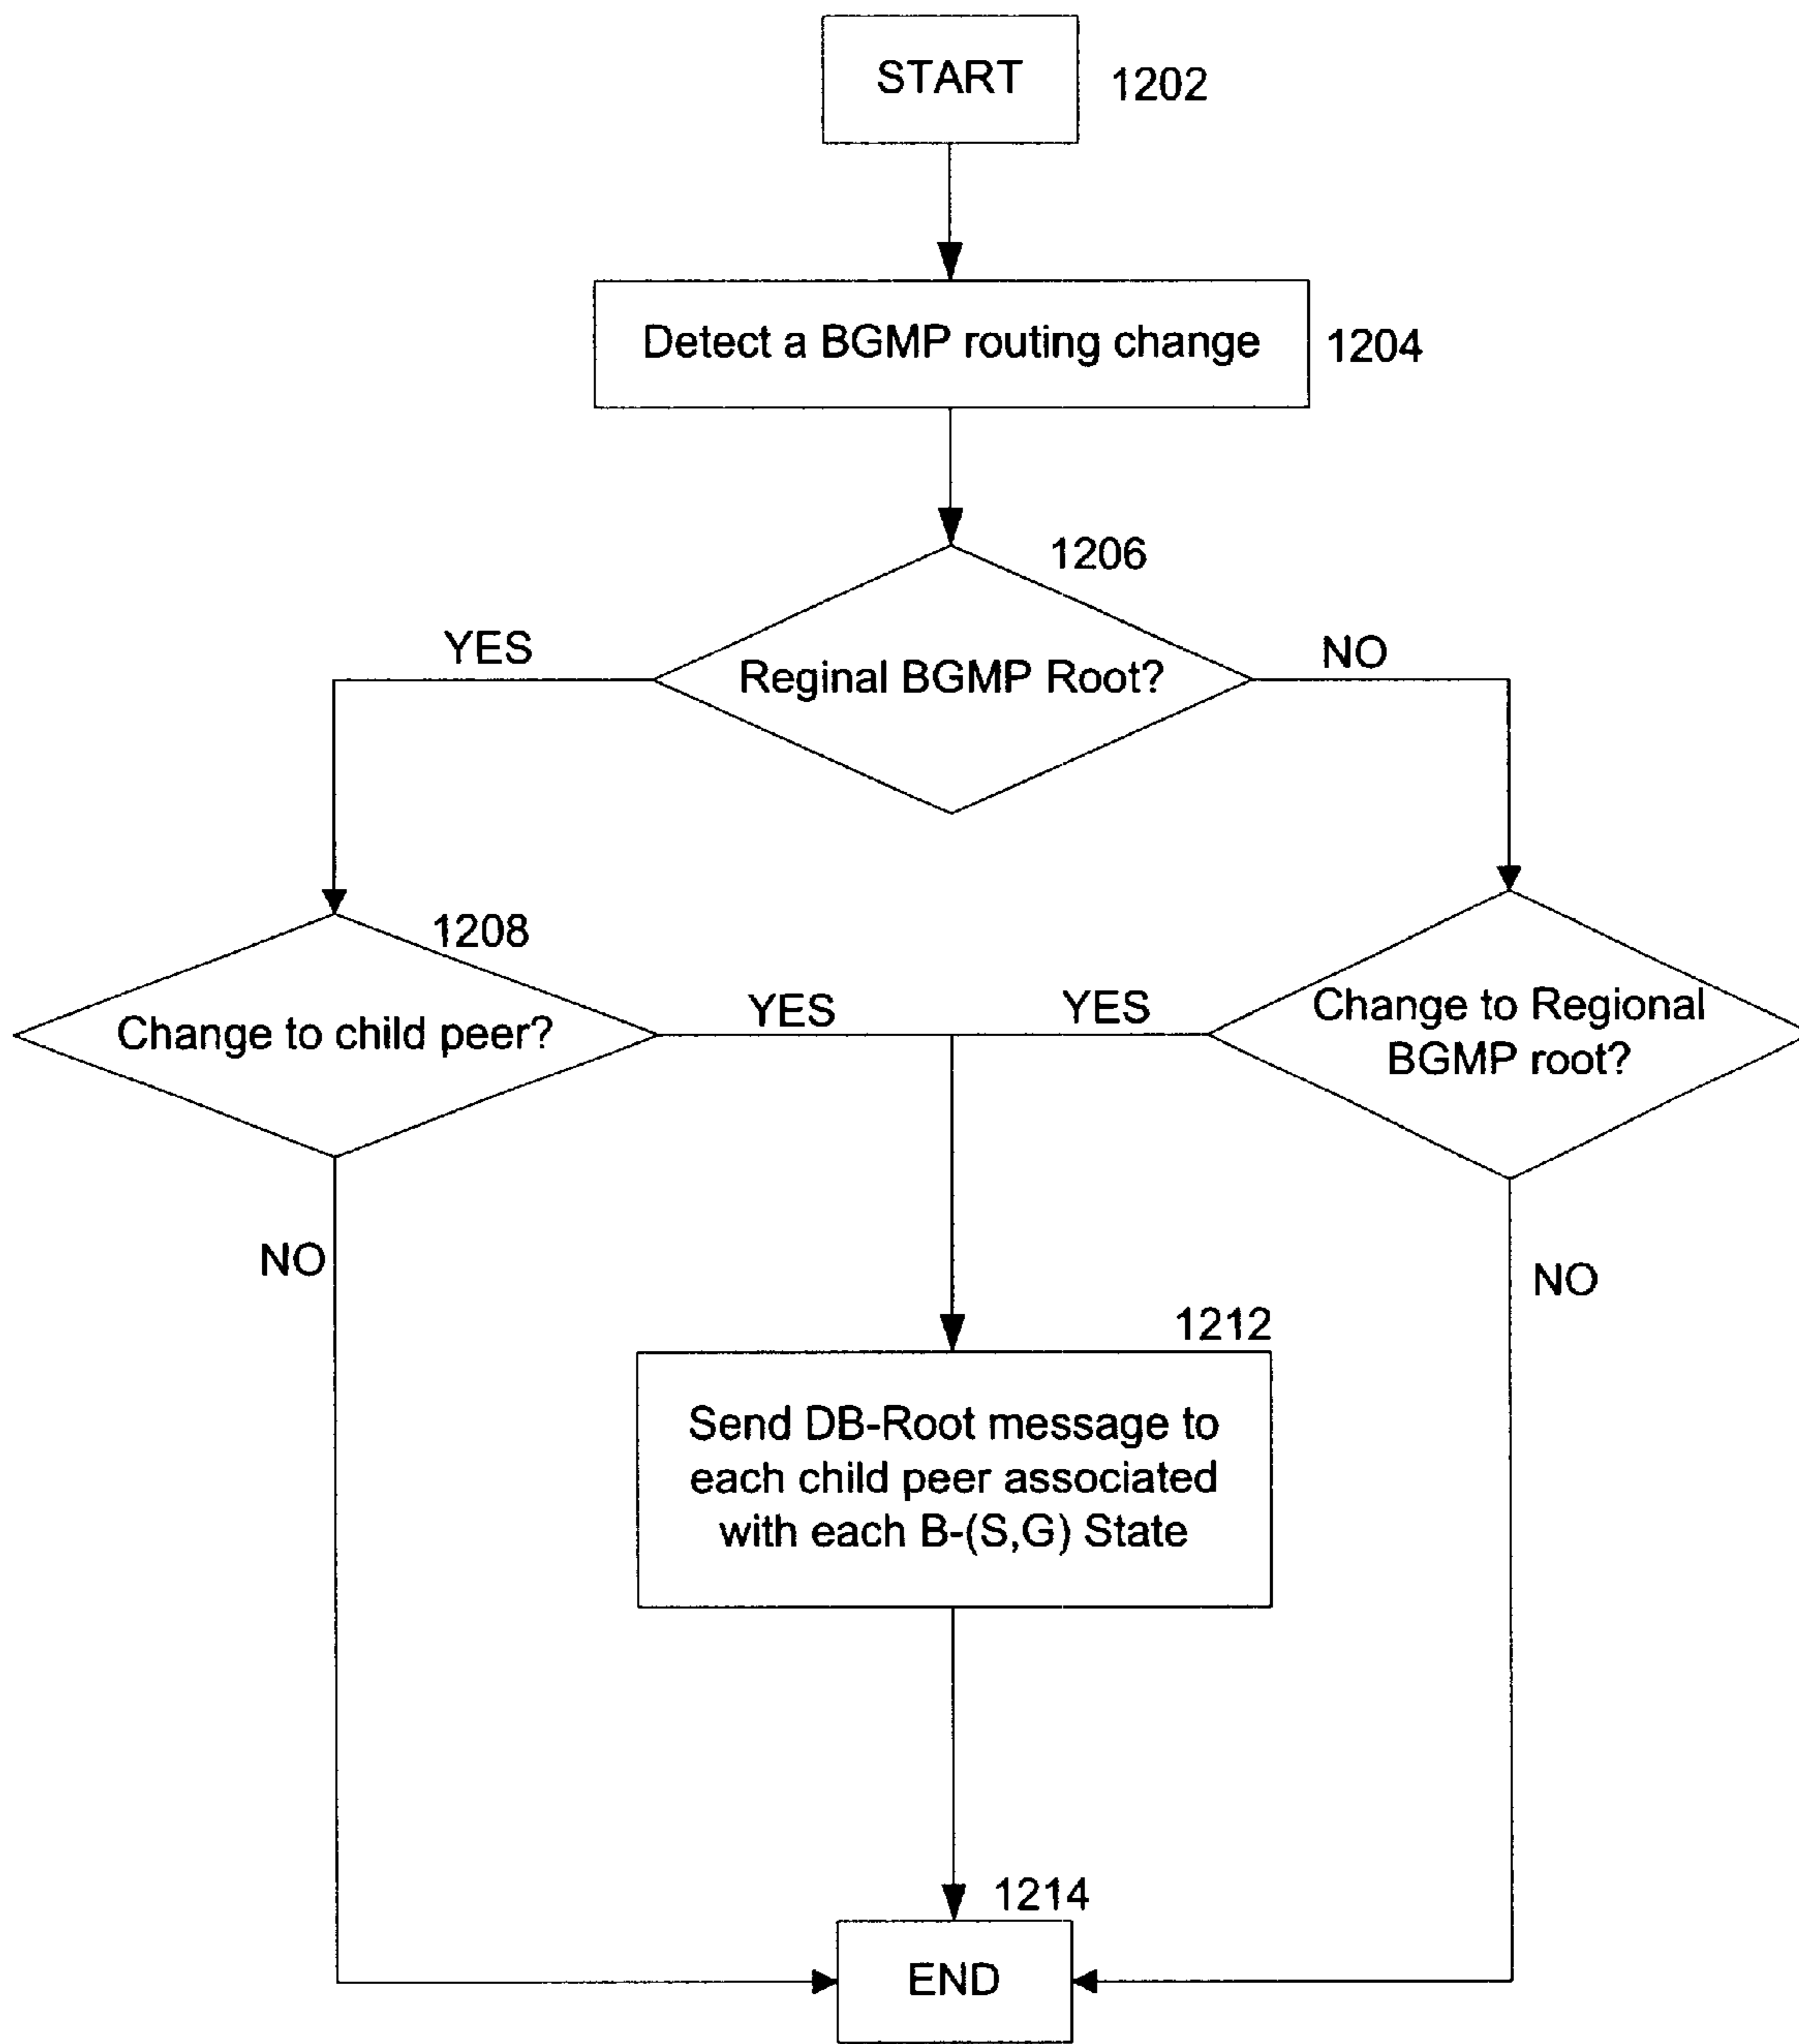 START
1202
Detect a BGMP routing change
1204
1206
YES
NO
Reginal BGMP Root?
1208
Change to child peer?
YES
YES
Change to Regional
BGMP root?
NO
NO
1212
Send DB-Root message to
each child peer associated
with each B-(S,G) State
1214
END